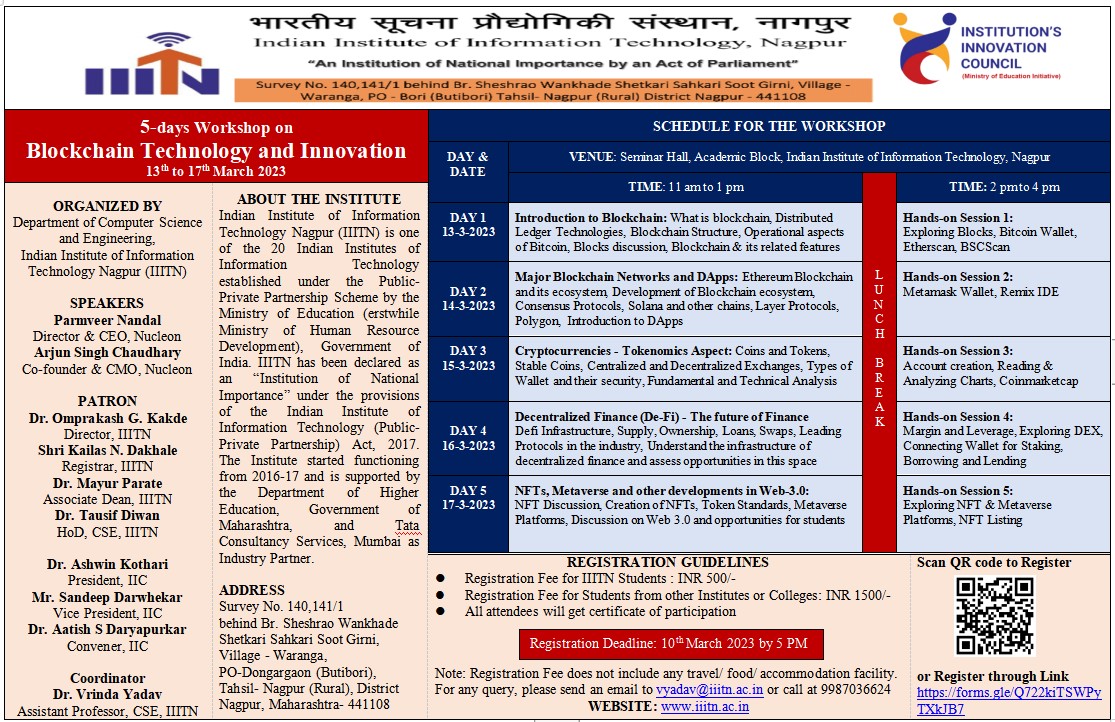 भारतीय सूचना प्रौद्योगिकी संस्थान, नागपुर
Indian Institute of Information Technology, Nagpur
“An Institution of National Importance by an Act of Parliament”
Survey No. 140,141/1 behind Br. Sheshrao Wankhade Shetkari Sahkari Soot Girni, Village -
Waranga, PO - Bori (Butibori) Tahsil- Nagpur (Rural) District Nagpur - 441108
IIITN
INSTITUTION'S
INNOVATION
COUNCIL
(Ministry of Education Initiative)
5-days Workshop on
Blockchain Technology and Innovation
13th to 17th March 2023
ORGANIZED BY
Department of Computer Science
and Engineering,
Indian Institute of Information
Technology Nagpur (IIITN)
SPEAKERS
Parmveer Nandal
Director & CEO, Nucleon
Arjun Singh Chaudhary
Co-founder & CMO, Nucleon
PATRON
Dr. Omprakash G. Kakde
Director, IIITN
Shri Kailas N. Dakhale
Registrar, IIITN
Dr. Mayur Parate
Associate Dean, IIITN
Dr. Tausif Diwan
HoD, CSE, IIITN
Dr. Ashwin Kothari
President, IIC
Mr. Sandeep Darwhekar
Vice President, IIC
Dr. Aatish S Daryapurkar
Convener, IIC
Coordinator
Dr. Vrinda Yadav
Assistant Professor, CSE, IIITN
ABOUT THE INSTITUTE
Indian Institute of Information
Technology Nagpur (IIITN) is one
of the 20 Indian Institutes of
Information Technology
established under the Public-
Private Partnership Scheme by the
Ministry of Education (erstwhile
Ministry of Human Resource
Development), Government of
India. IIITN has been declared as
an “Institution of National
Importance” under the provisions
of the Indian Institute of
Information Technology (Public-
Private Partnership) Act, 2017.
The Institute started functioning
from 2016-17 and is supported by
the Department of Higher
Education, Government of
Maharashtra, and Tata
Consultancy Services, Mumbai as
Industry Partner.
ADDRESS
Survey No. 140,141/1
behind Br. Sheshrao Wankhade
Shetkari Sahkari Soot Girni,
Village - Waranga,
PO-Dongargaon (Butibori),
Tahsil- Nagpur (Rural), District
Nagpur, Maharashtra- 441108
SCHEDULE FOR THE WORKSHOP
DAY &
DATE
VENUE: Seminar Hall, Academic Block, Indian Institute of Information Technology, Nagpur
TIME: 11 am to 1 pm
TIME: 2 pm to 4 pm
LUNCH BREAK
DAY 1
13-3-2023
Introduction to Blockchain: What is blockchain, Distributed
Ledger Technologies, Blockchain Structure, Operational aspects
of Bitcoin, Blocks discussion, Blockchain & its related features
Hands-on Session 1:
Exploring Blocks, Bitcoin Wallet,
Etherscan, BSCScan
DAY 2
14-3-2023
Major Blockchain Networks and DApps: Ethereum Blockchain
and its ecosystem, Development of Blockchain ecosystem,
Consensus Protocols, Solana and other chains, Layer Protocols,
Polygon, Introduction to DApps
Hands-on Session 2:
Metamask Wallet, Remix IDE
DAY 3
15-3-2023
Cryptocurrencies - Tokenomics Aspect: Coins and Tokens,
Stable Coins, Centralized and Decentralized Exchanges, Types of
Wallet and their security, Fundamental and Technical Analysis
Hands-on Session 3:
Account creation, Reading &
Analyzing Charts, Coinmarketcap
DAY 4
16-3-2023
Decentralized Finance (De-Fi) - The future of Finance
Defi Infrastructure, Supply, Ownership, Loans, Swaps, Leading
Protocols in the industry, Understand the infrastructure of
decentralized finance and assess opportunities in this space
Hands-on Session 4:
Margin and Leverage, Exploring DEX,
Connecting Wallet for Staking,
Borrowing and Lending
DAY 5
17-3-2023
NFTs, Metaverse and other developments in Web-3.0:
NFT Discussion, Creation of NFTs, Token Standards, Metaverse
Platforms, Discussion on Web 3.0 and opportunities for students
Hands-on Session 5:
Exploring NFT & Metaverse
Platforms, NFT Listing
REGISTRATION GUIDELINES
● Registration Fee for IIITN Students : INR 500/-
● Registration Fee for Students from other Institutes or Colleges: INR 1500/-
● All attendees will get certificate of participation
Registration Deadline: 10th March 2023 by 5 PM
Note: Registration Fee does not include any travel/ food/ accommodation facility.
For any query, please send an email to vyadav@iiitn.ac.in or call at 9987036624
WEBSITE: www.iiitn.ac.in
Scan QR code to Register
or Register through Link
https://forms.gle/Q722kiTSWPy
TXkJB7